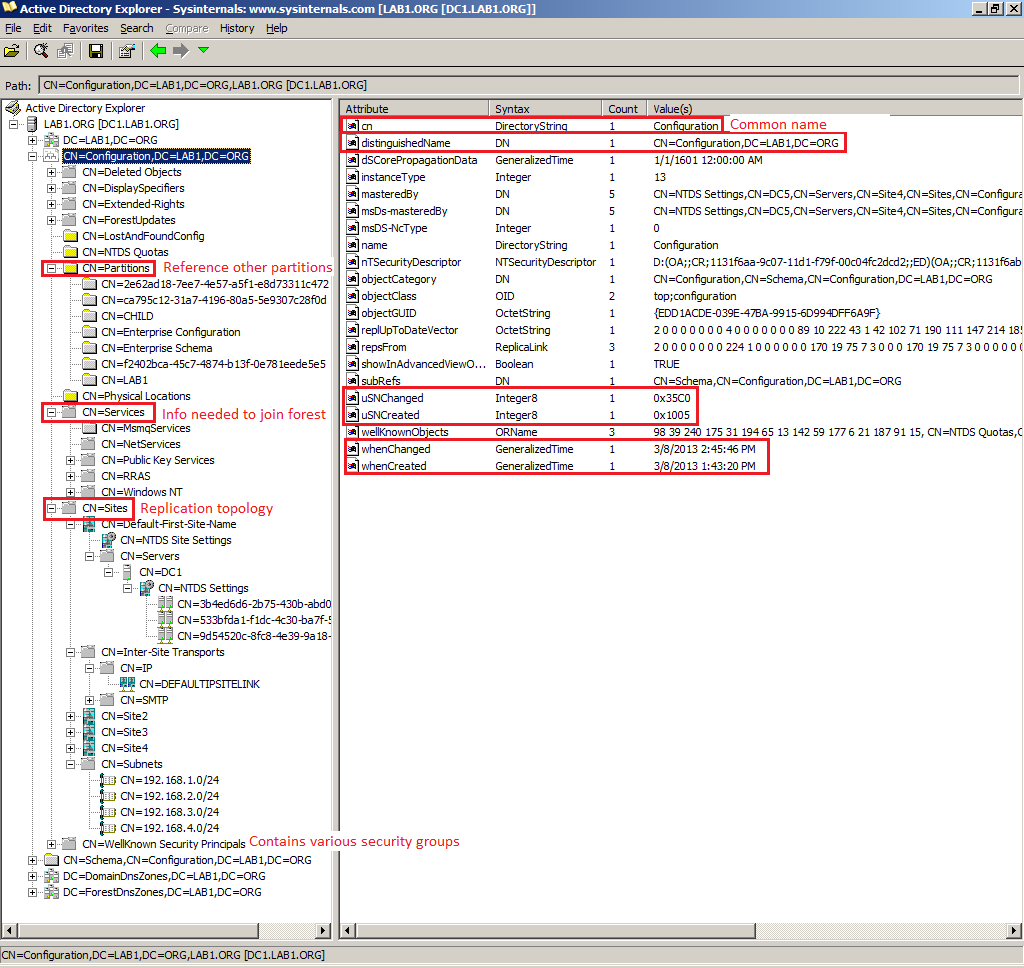 Active Directory Explorer - Sysinternals: www.sysinternals.com [LAB1.ORG [DC1.LAB1.ORG]]
File Edit Favorites Search Compare History Help
Path: CN=Configuration,DC=LAB1,DC=ORG,LAB1.ORG [DC1.LAB1.ORG]
Active Directory Explorer
LAB1.ORG [DC1.LAB1.ORG]
DC=LAB1,DC=ORG
CN=Configuration,DC=LAB1,DC=ORG
CN=Deleted Objects
CN=DisplaySpecifiers
CN=Extended-Rights
CN=ForestUpdates
CN=LostAndFoundConfig
CN=NTDS Quotas
CN=Partitions Reference other partitions
CN=2e62ad18-7ee7-4e57-a5f1-e8d73311c472
CN=ca795c12-31a7-4196-80a5-5e9307c28f0d
CN=CHILD
CN=Enterprise Configuration
CN=Enterprise Schema
CN=f2402bca-45c7-4874-b13f-0e781eede5e5
CN=LAB1
CN=Physical Locations
CN=Services Info needed to join forest
CN=MsmqServices
CN=NetServices
CN=Public Key Services
CN=RRAS
CN=Windows NT
CN=Sites Replication topology
CN=Default-First-Site-Name
CN=NTDS Site Settings
CN=Servers
CN=DC1
CN=NTDS Settings
CN=3b4ed6d6-2b75-430b-abd0
CN=533bfda1-f1dc-4c30-ba7f-5
CN=9d54520c-8fc8-4e39-9a18-
CN=Inter-Site Transports
CN=IP
CN=DEFAULTIPSITELINK
CN=SMTP
CN=Site2
CN=Site3
CN=Site4
CN=Subnets
CN=192.168.1.0/24
CN=192.168.2.0/24
CN=192.168.3.0/24
CN=192.168.4.0/24
CN=WellKnown Security Principals Contains various security groups
CN=Schema,CN=Configuration,DC=LAB1,DC=ORG
DC=DomainDnsZones,DC=LAB1,DC=ORG
DC=ForestDnsZones,DC=LAB1,DC=ORG
Attribute Syntax Count Value(s)
cn DirectoryString 1 Configuration Common name
distinguishedName DN 1 CN=Configuration,DC=LAB1,DC=ORG
dSCorePropagationData GeneralizedTime 1 1/1/1601 12:00:00 AM
instanceType Integer 1 13
masteredBy DN 5 CN=NTDS Settings,CN=DC5,CN=Servers,CN=Site4,CN=Sites,CN=Configura
msDs-masteredBy DN 5 CN=NTDS Settings,CN=DC5,CN=Servers,CN=Site4,CN=Sites,CN=Configura
msDS-NcType Integer 1 0
name DirectoryString 1 Configuration
nTSecurityDescriptor NTSecurityDescriptor 1 D:(OA;;CR;1131f6aa-9c07-11d1-f79f-00c04fc2dcd2;;ED)(OA;;CR;1131f6ab
objectCategory DN 1 CN=Configuration,CN=Schema,CN=Configuration,DC=LAB1,DC=ORG
objectClass OID 2 top;configuration
objectGUID OctetString 1 {EDD1ACDE-039E-47BA-9915-6D994DFF6A9F}
replUpToDateVector OctetString 1 2 0 0 0 0 0 0 0 4 0 0 0 0 0 0 0 89 10 222 43 1 42 102 71 190 111 147 214 185
repsFrom ReplicaLink 3 2 0 0 0 0 0 0 0 224 1 0 0 0 0 0 0 170 19 75 7 3 0 0 0 170 19 75 7 3 0 0 0 0 0
showInAdvancedViewO... Boolean 1 TRUE
subRefs DN 1 CN=Schema,CN=Configuration,DC=LAB1,DC=ORG
uSNChanged Integer8 1 0x35C0
uSNCreated Integer8 1 0x1005
wellKnownObjects ORName 3 98 39 240 175 31 194 65 13 142 59 177 6 21 187 91 15, CN=NTDS Quotas,C
whenChanged GeneralizedTime 1 3/8/2013 2:45:46 PM
whenCreated GeneralizedTime 1 3/8/2013 1:43:20 PM
CN=Configuration,DC=LAB1,DC=ORG,LAB1.ORG [DC1.LAB1.ORG]